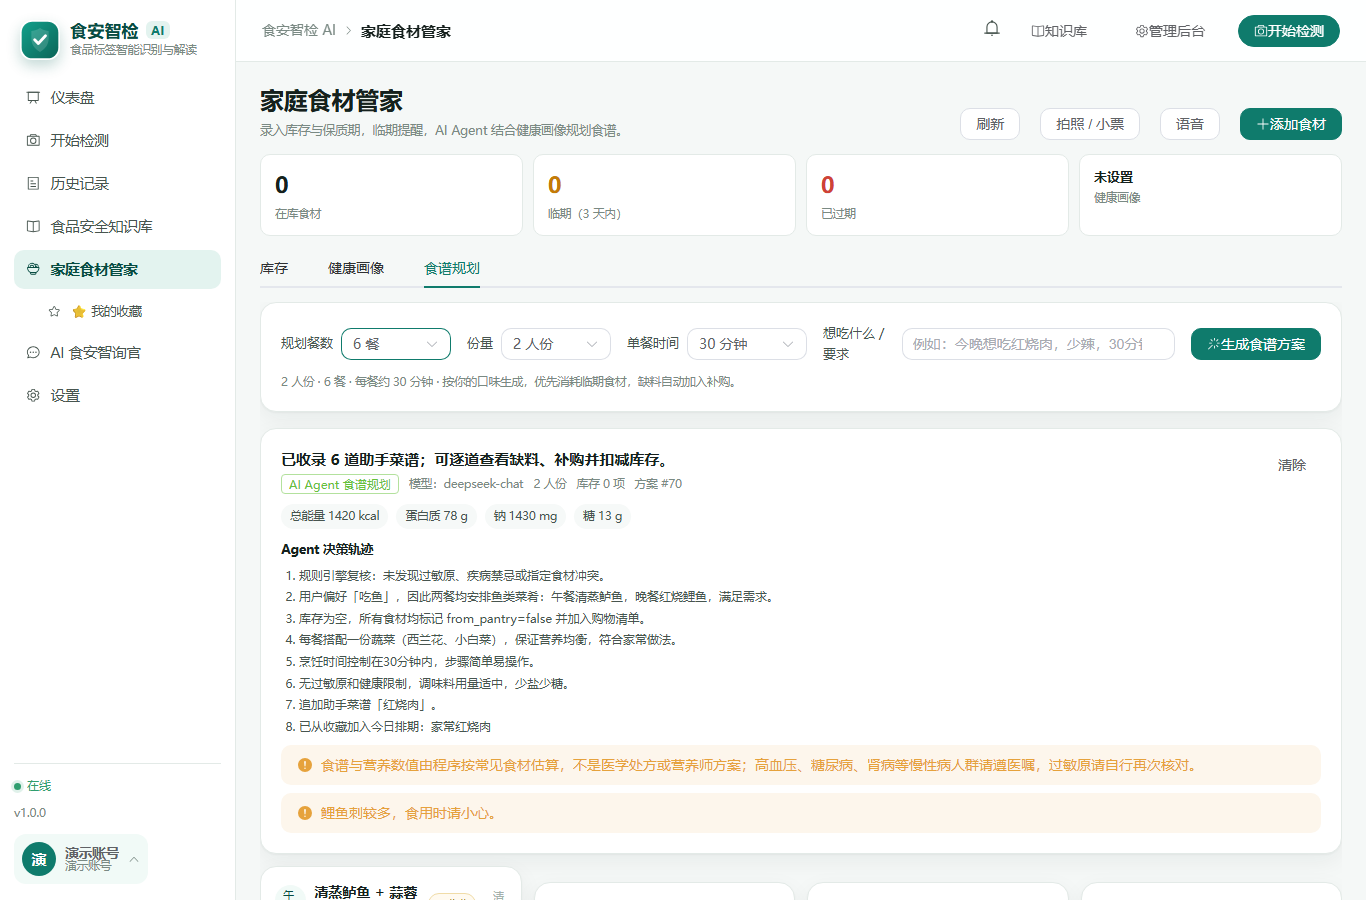 食安智检 AI
食品标签智能识别与解读
仪表盘
开始检测
历史记录
食品安全知识库
家庭食材管家
我的收藏
AI 食安智询官
设置
在线
v1.0.0
演
演示账号
演示账号
食安智检 AI > 家庭食材管家
知识库
管理后台
开始检测
家庭食材管家
录入库存与保质期，临期提醒，AI Agent 结合健康画像规划食谱。
刷新
拍照 / 小票
语音
+添加食材
0
在库食材
0
临期（3 天内）
0
已过期
未设置
健康画像
库存
健康画像
食谱规划
规划餐数 6 餐
份量 2 人份
单餐时间 30 分钟
想吃什么 /
要求
例如：今晚想吃红烧肉，少辣，30分
生成食谱方案
2 人份 · 6 餐 · 每餐约 30 分钟 · 按你的口味生成，优先消耗临期食材，缺料自动加入补购。
已收录 6 道助手菜谱；可逐道查看缺料、补购并扣减库存。
清除
AI Agent 食谱规划 模型：deepseek-chat 2 人份 库存 0 项 方案 #70
总能量 1420 kcal 蛋白质 78 g 钠 1430 mg 糖 13 g
Agent 决策轨迹
1. 规则引擎复核：未发现过敏原、疾病禁忌或指定食材冲突。
2. 用户偏好「吃鱼」，因此两餐均安排鱼类菜肴：午餐清蒸鲈鱼，晚餐红烧鲤鱼，满足需求。
3. 库存为空，所有食材均标记 from_pantry=false 并加入购物清单。
4. 每餐搭配一份蔬菜（西兰花、小白菜），保证营养均衡，符合家常做法。
5. 烹饪时间控制在30分钟内，步骤简单易操作。
6. 无过敏原和健康限制，调味料用量适中，少盐少糖。
7. 追加助手菜谱「红烧肉」。
8. 已从收藏加入今日排期：家常红烧肉
食谱与营养数值由程序按常见食材估算，不是医学处方或营养师方案；高血压、糖尿病、肾病等慢性病人群请遵医嘱，过敏原请自行再次核对。
鲤鱼刺较多，食用时请小心。
午
清蒸鲈鱼 + 蒜蓉
清